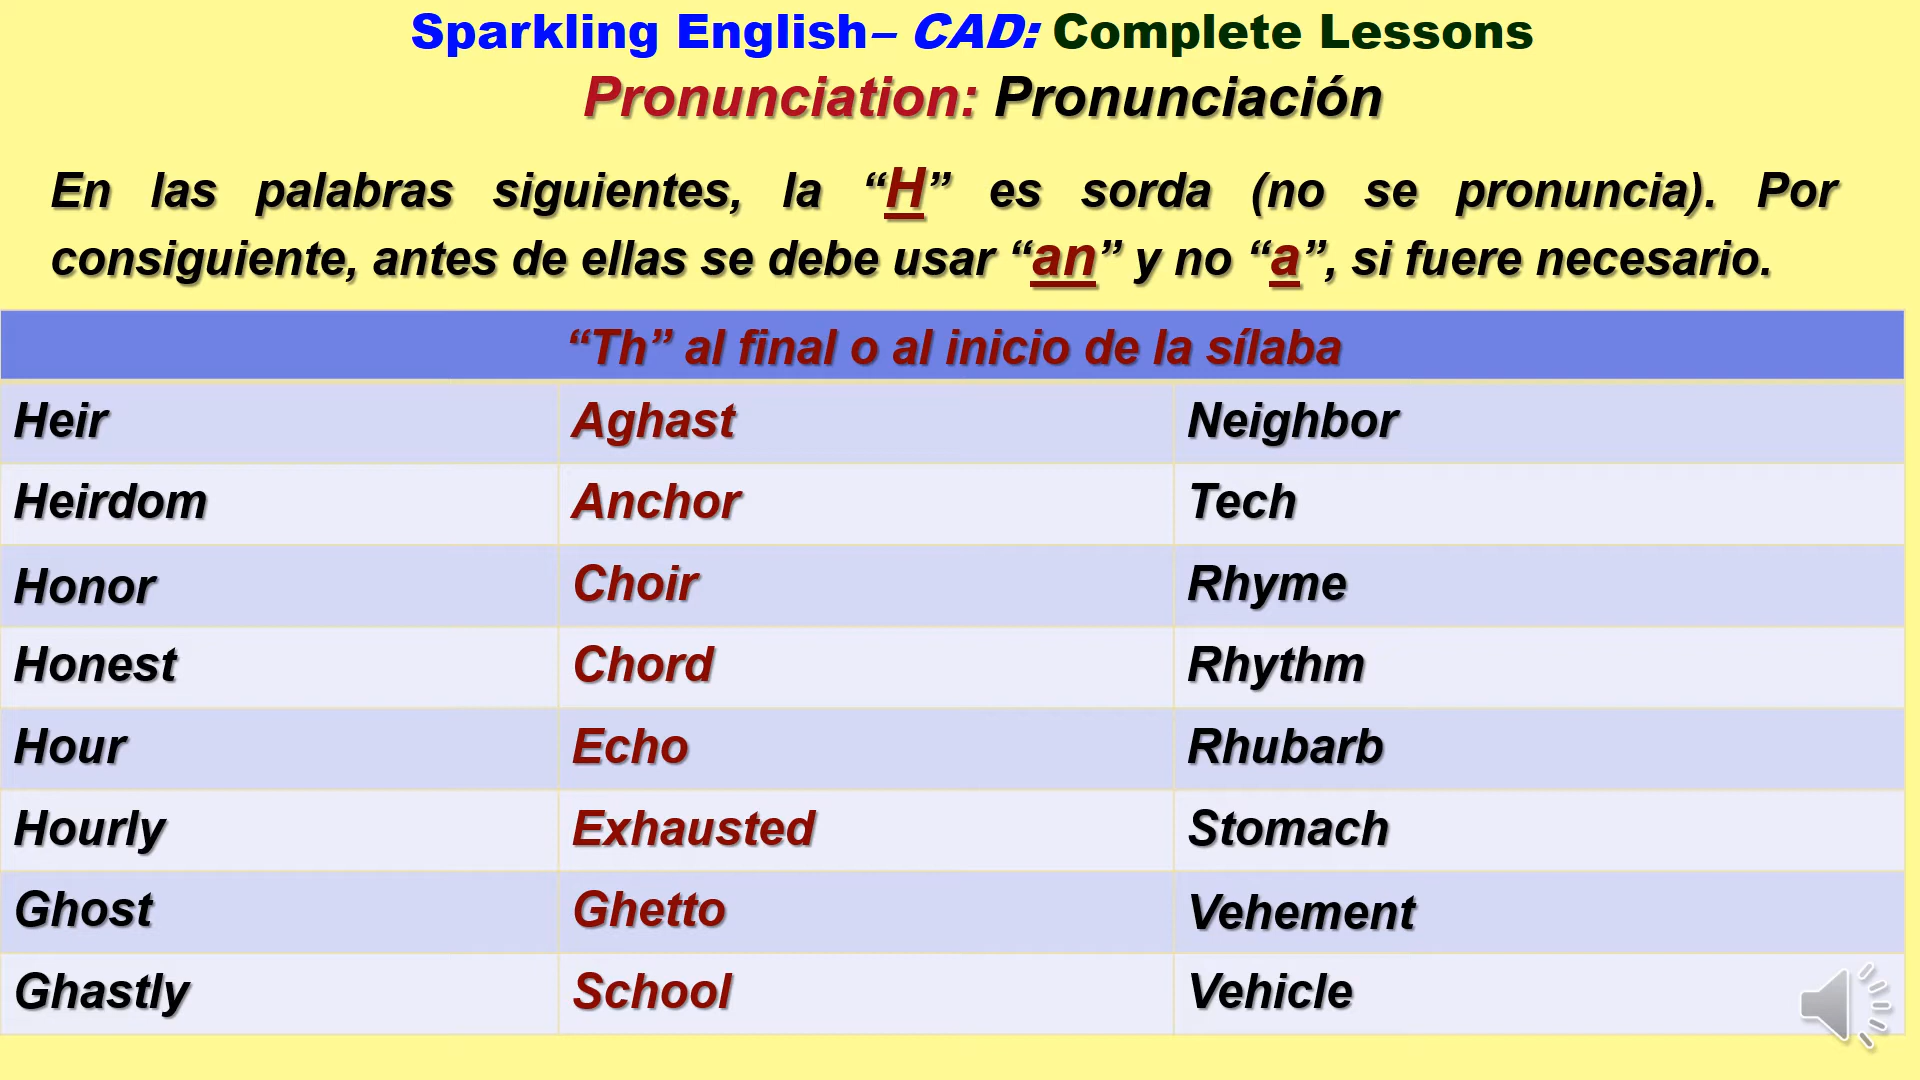 Sparkling English– CAD: Complete Lessons
Pronunciation: Pronunciación
En las palabras siguientes, la “H” es sorda (no se pronuncia). Por
consiguiente, antes de ellas se debe usar “an” y no “a”, si fuere necesario.
“Th” al final o al inicio de la sílaba
Heir Aghast Neighbor
Heirdom Anchor Tech
Honor Choir Rhyme
Honest Chord Rhythm
Hour Echo Rhubarb
Hourly Exhausted Stomach
Ghost Ghetto Vehement
Ghastly School Vehicle